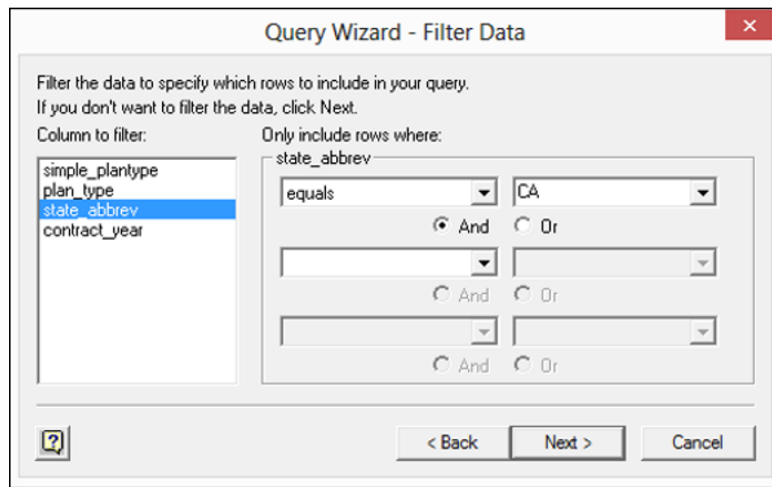 Query Wizard - Filter Data
Filter the data to specify which rows to include in your query.
If you don't want to filter the data, click Next.
Column to filter:
Only include rows where:
simple_plantype
plan_type
state_abbrev
contract_year
state_abbrev
equals CA
And Or
And Or
And Or
< Back Next > Cancel